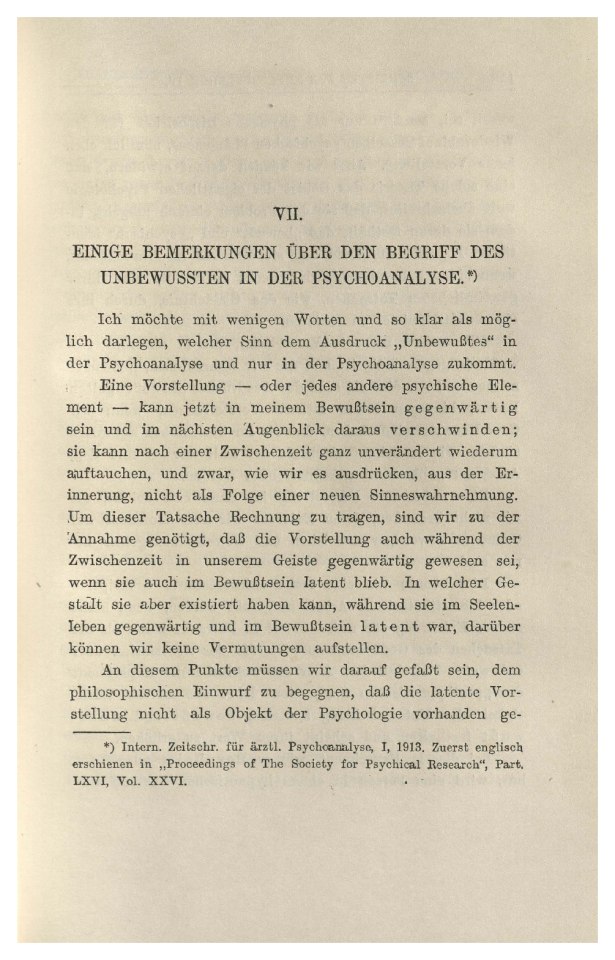 VII.
EINIGE BEMERKUNGEN ÜBER DEN BEGRIFF DES
UNBEWUSSTEN IN DER PSYCHOANALYSE.*)
Ich möchte mit wenigen Worten und so klar als mög-
lich darlegen, welcher Sinn dem Ausdruck „Unbewußtes" in
der Psychoanalyse und nur in der Psychoanalyse zukommt.
Eine Vorstellung — oder jedes andere psychische Ele-
ment — kann jetzt in meinem Bewußtsein gegenwärtig
sein und im nächsten Augenblick daraus verschwinden;
sie kann nach einer Zwischenzeit ganz unverändert wiederum
auftauchen, und zwar, wie wir es ausdrücken, aus der Er-
innerung, nicht als Folge einer neuen Sinneswahrnehmung.
Um dieser Tatsache Rechnung zu tragen, sind wir zu der
Annahme genötigt, daß die Vorstellung auch während der
Zwischenzeit in unserem Geiste gegenwärtig gewesen sei,
wenn sie auch im Bewußtsein latent blieb. In welcher Ge-
stalt sie aber existiert haben kann, während sie im Seelen-
leben gegenwärtig und im Bewußtsein latent war, darüber
können wir keine Vermutungen aufstellen.
An diesem Punkte müssen wir darauf gefaßt sein, dem
philosophischen Einwurf zu begegnen, daß die latente Vor-
stellung nicht als Objekt der Psychologie vorhanden ge-
*) Intern. Zeitschr. für ärztl. Psychoanalyse, I, 1913. Zuerst englisch
erschienen in „Proceedings of The Society for Psychical Research", Part.
LXVI, Vol. XXVI.